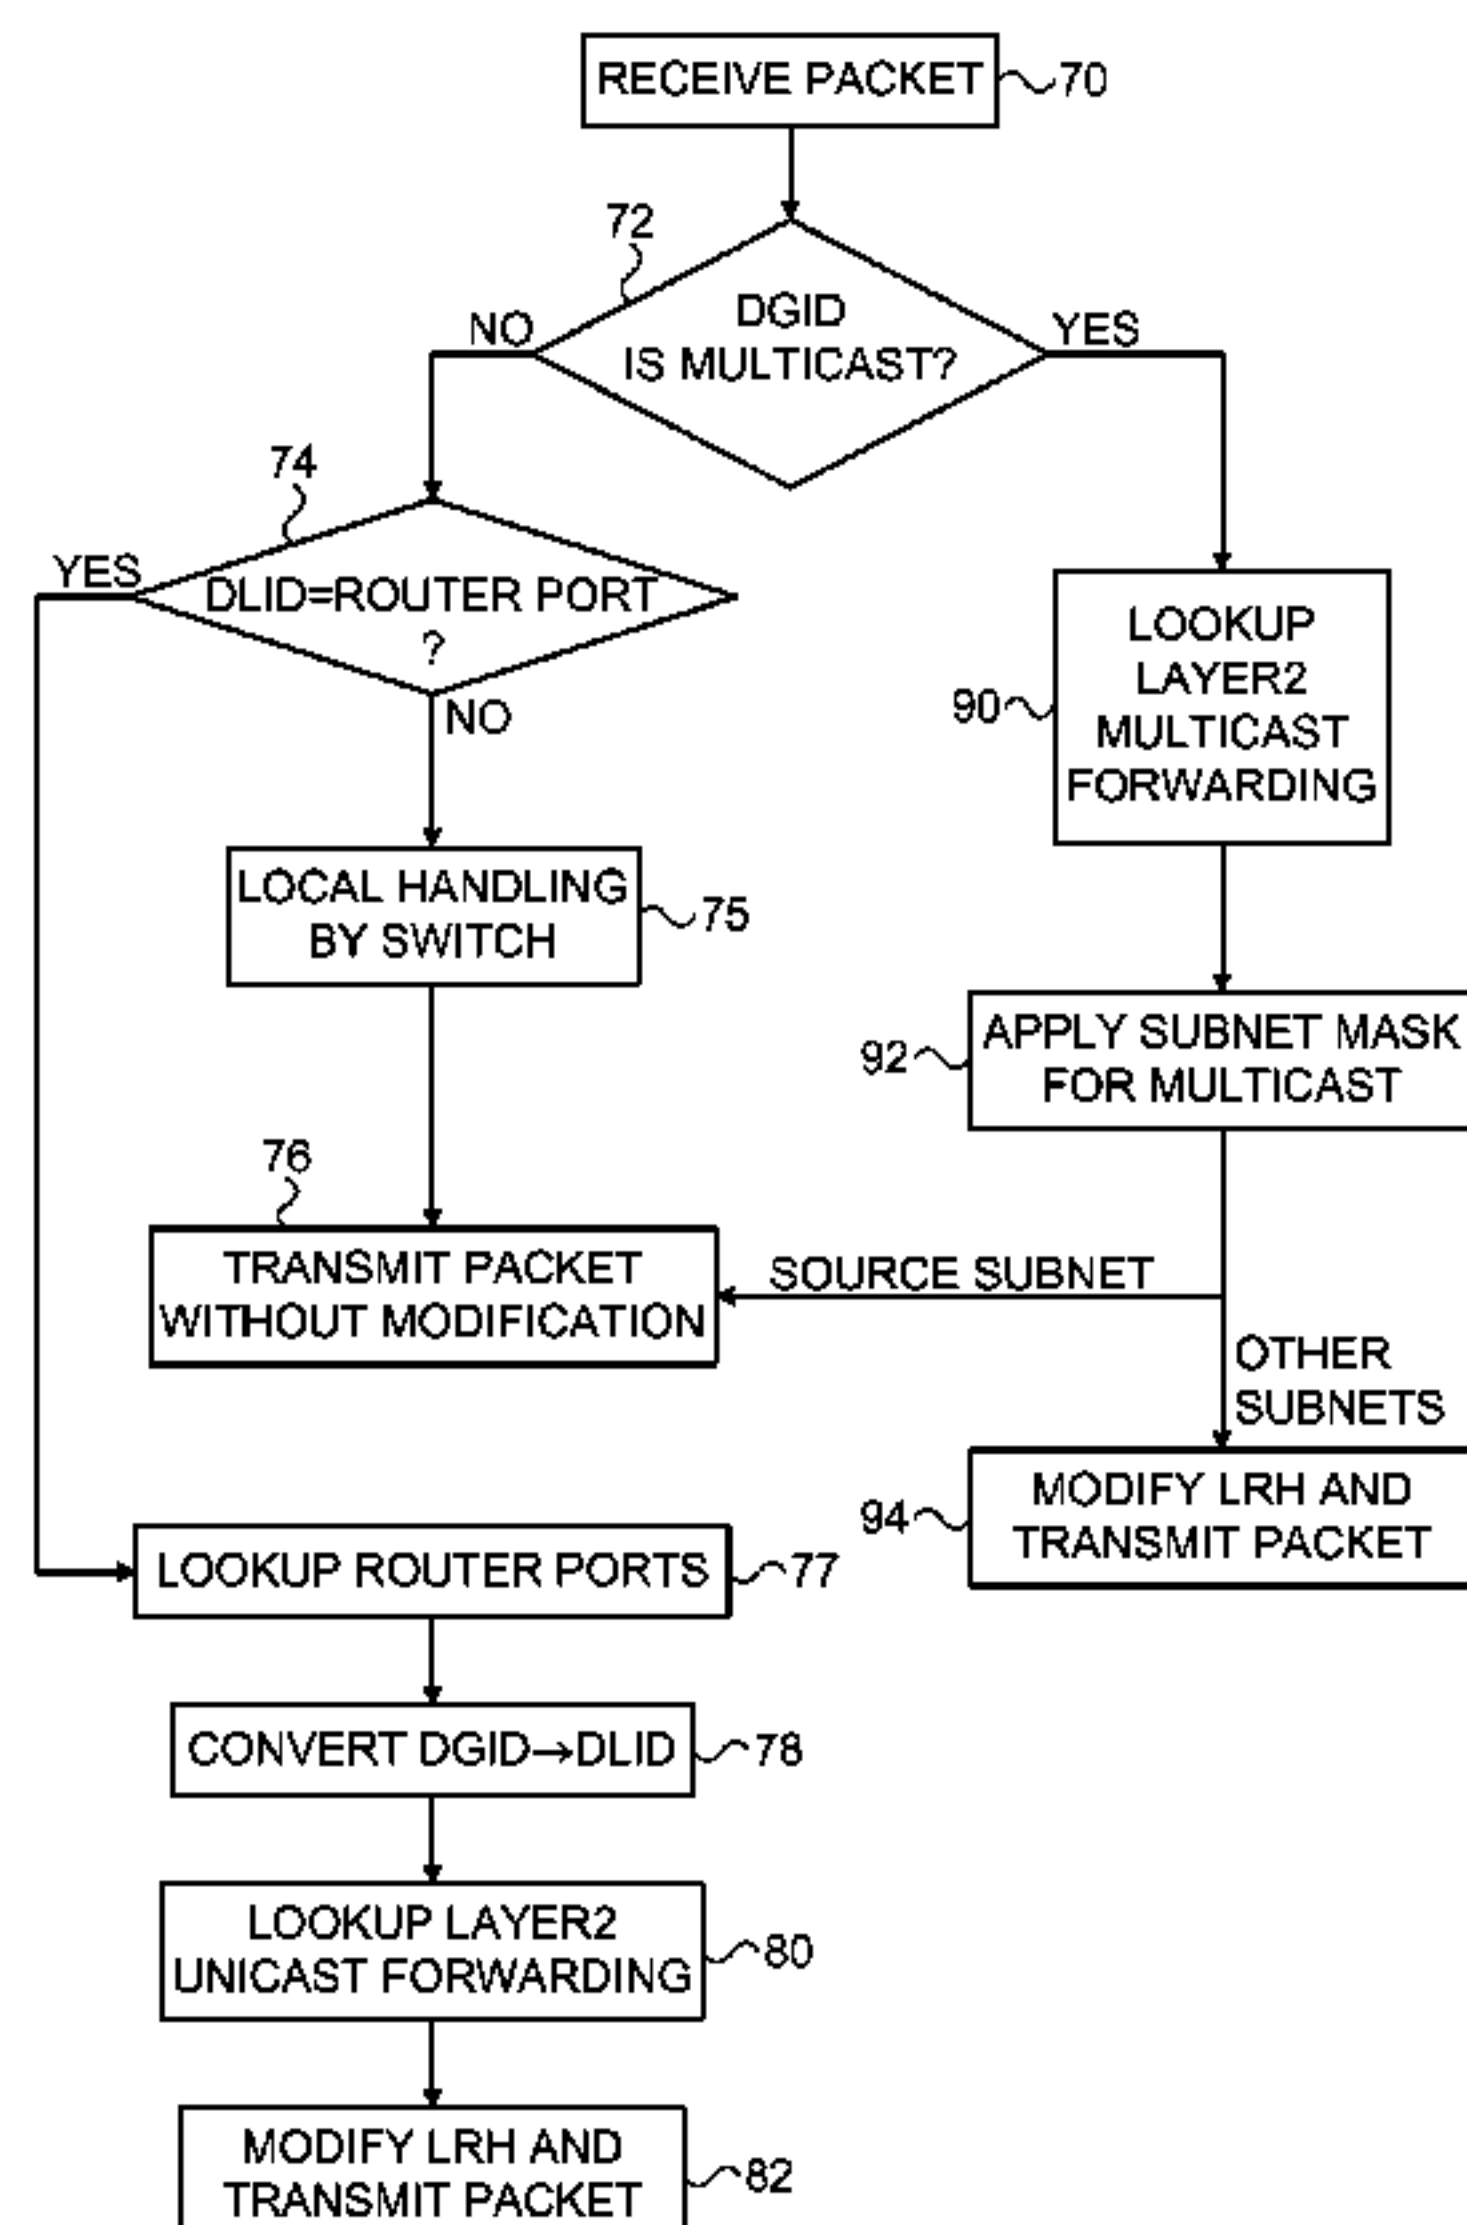 RECEIVE PACKET
70
72
DGID
IS MULTICAST?
NO
YES
74
YES
DLID=ROUTER PORT
?
NO
LOOKUP
LAYER2
MULTICAST
FORWARDING
90
LOCAL HANDLING
BY SWITCH
75
APPLY SUBNET MASK
FOR MULTICAST
92
76
TRANSMIT PACKET
WITHOUT MODIFICATION
SOURCE SUBNET
OTHER
SUBNETS
MODIFY LRH AND
TRANSMIT PACKET
94
LOOKUP ROUTER PORTS
77
CONVERT DGID→DLID
78
LOOKUP LAYER2
UNICAST FORWARDING
80
MODIFY LRH AND
TRANSMIT PACKET
82